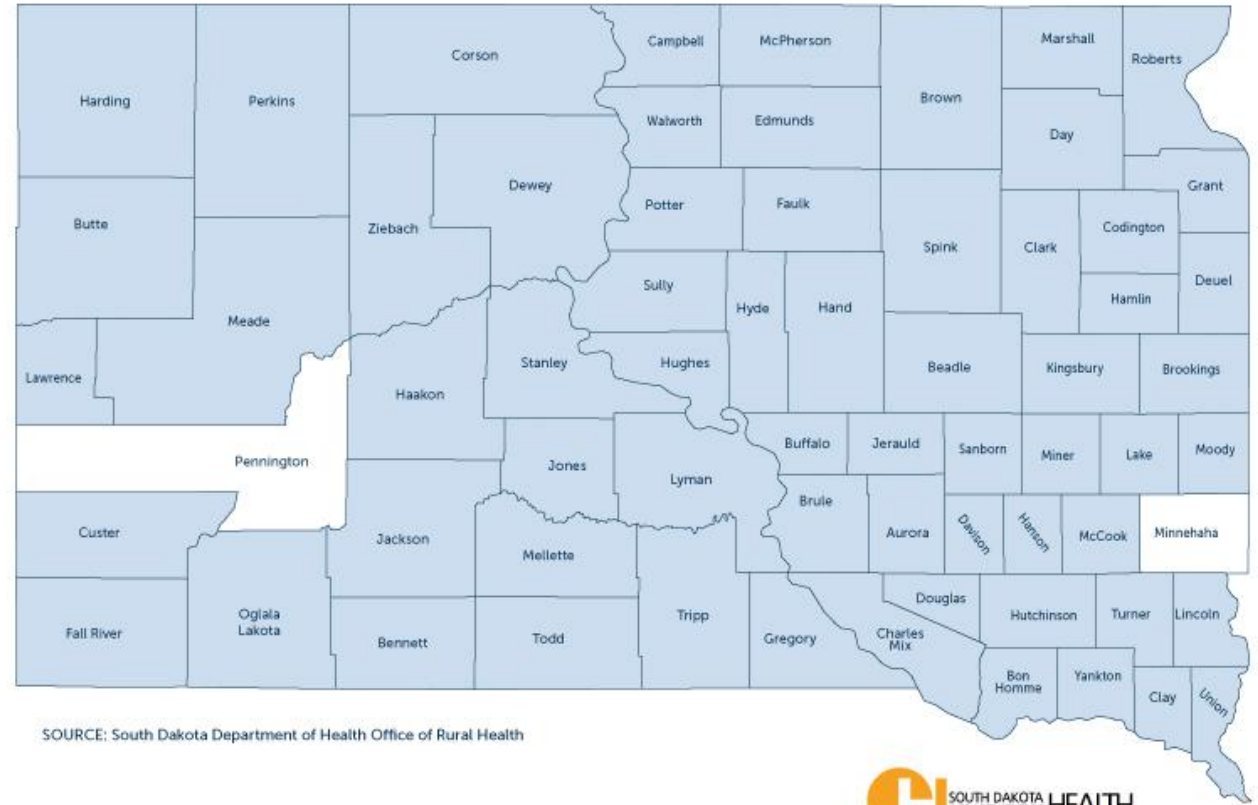 Campbell
McPherson
Marshall
Corson
Roberts
Harding
Perkins
Brown
Walworth
Edmunds
Day
Dewey
Grant
Potter
Faulk
Butte
Ziebach
Codington
Spink
Clark
Sully
Deuel
Hyde
Hand
Hamlin
Meade
Stanley
Hughes
Beadle
Kingsbury
Brookings
Lawrence
Haakon
Buffalo
Jerauld
Sanborn
Miner
Lake
Moody
Pennington
Jones
Lyman
Brule
Custer
Jackson
Aurora
Davison
Hanson
McCook
Minnehaha
Mellette
Douglas
Oglala
Lakota
Tripp
Hutchinson
Turner
Lincoln
Fall River
Bennett
Todd
Gregory
Charles
Mix
Bon
Homme
Yankton
Clay
Union
SOURCE: South Dakota Department of Health Office of Rural Health
SOUTH DAKOTA HEALTH